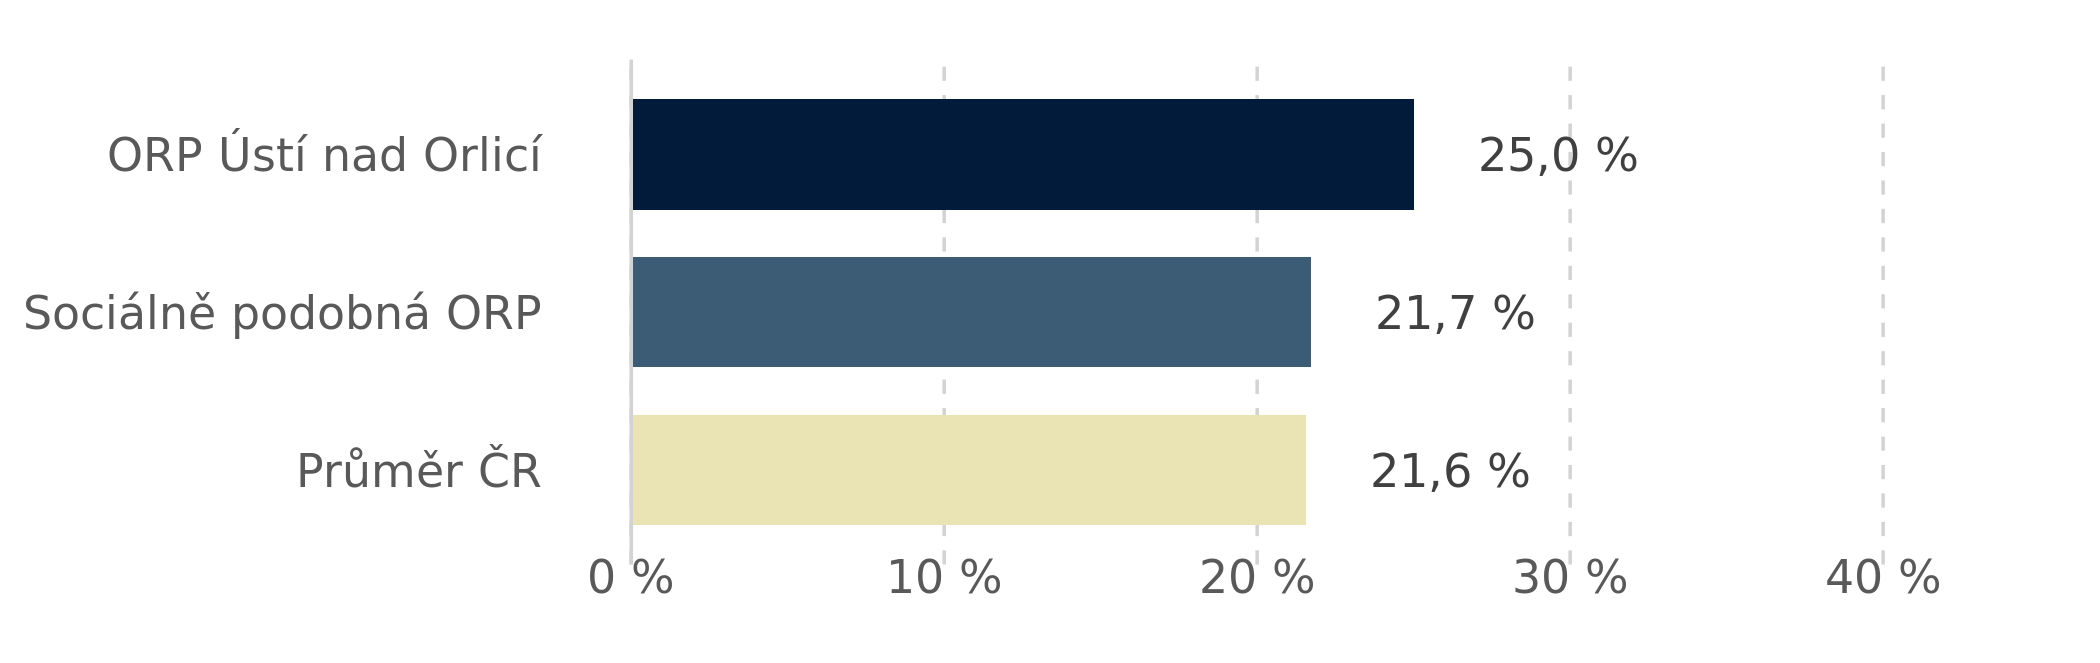 ORP Ústí nad Orlicí 25,0 %
Sociálně podobná ORP 21,7 %
Průměr ČR 21,6 %
0 % 10 % 20 % 30 % 40 %